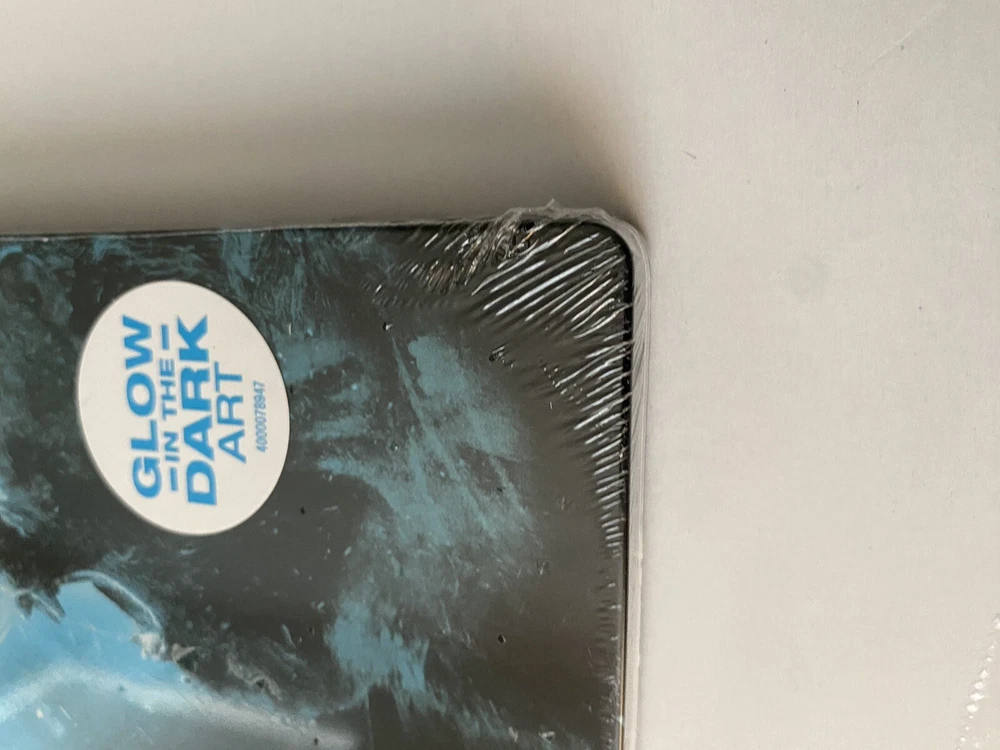 GLOW
– IN THE –
DARK
ART
4000078947